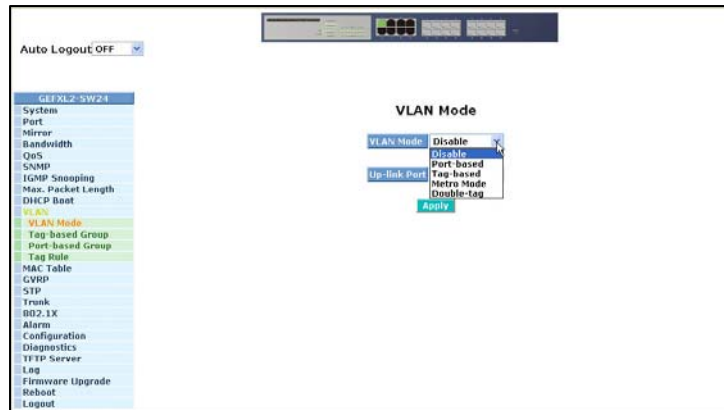 Auto Logout OFF
GEFXL2-SW24
System
Port
Mirror
Bandwidth
QoS
SNMP
IGMP Snooping
Max. Packet Length
DHCP Boot
VLAN
VLAN Mode
Tag-based Group
Port-based Group
Tag Rule
MAC Table
GVRP
STP
Trunk
802.1X
Alarm
Configuration
Diagnostics
TFTP Server
Log
Firmware Upgrade
Reboot
Logout
VLAN Mode
VLAN Mode Disable
Disable
Port-based
Up-link Port Tag-based
Metro Mode
Double-tag
Apply